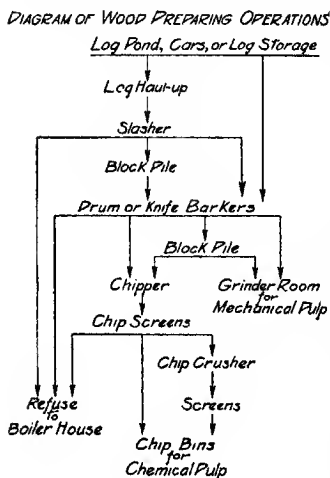 DIAGRAM OF WOOD PREPARING OPERATIONS
Log Pond, Cars, or Log Storage
Log Haul-up
Slasher
Block Pile
Drum or Knife Barkers
Block Pile
Chipper
Grinder Room
for
Mechanical Pulp
Chip Screens
Chip Crusher
Refuse
to
Boiler House
Screens
Chip Bins
for
Chemical Pulp